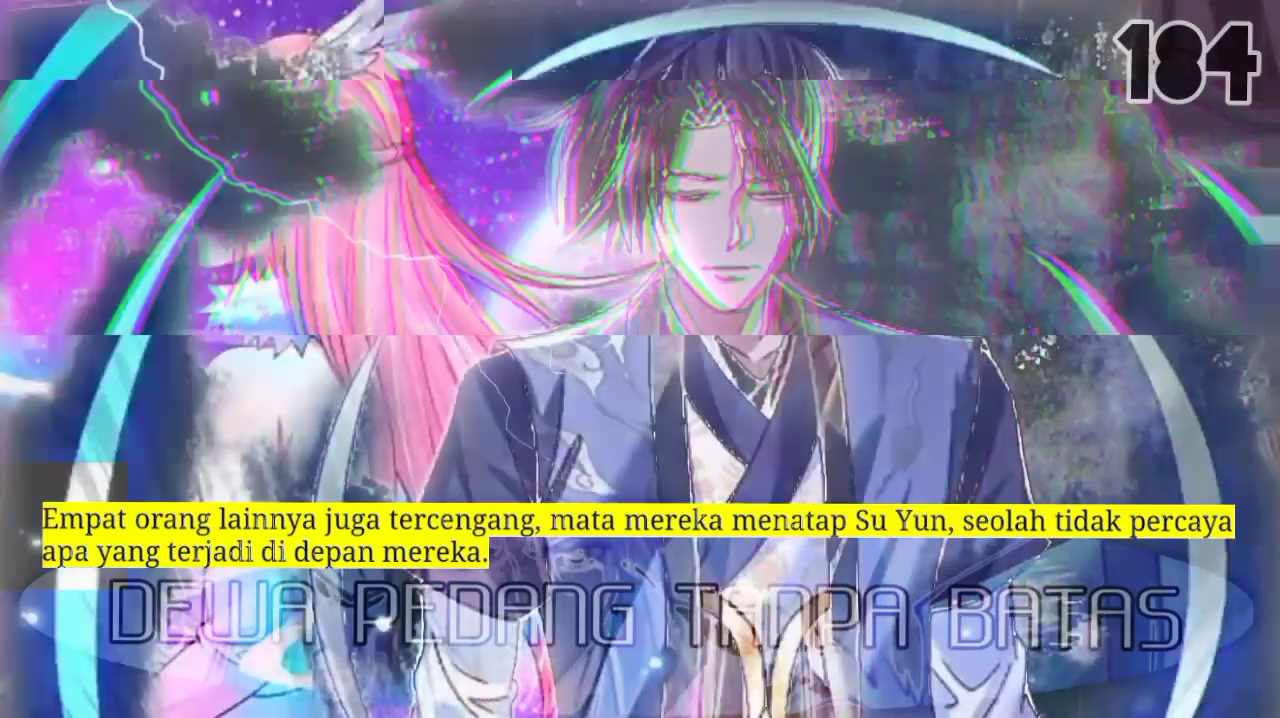 184
Empat orang lainnya juga tercengang, mata mereka menatap Su Yun, seolah tidak percaya
apa yang terjadi di depan mereka.
DEWA PEDANG TANPA BATAS